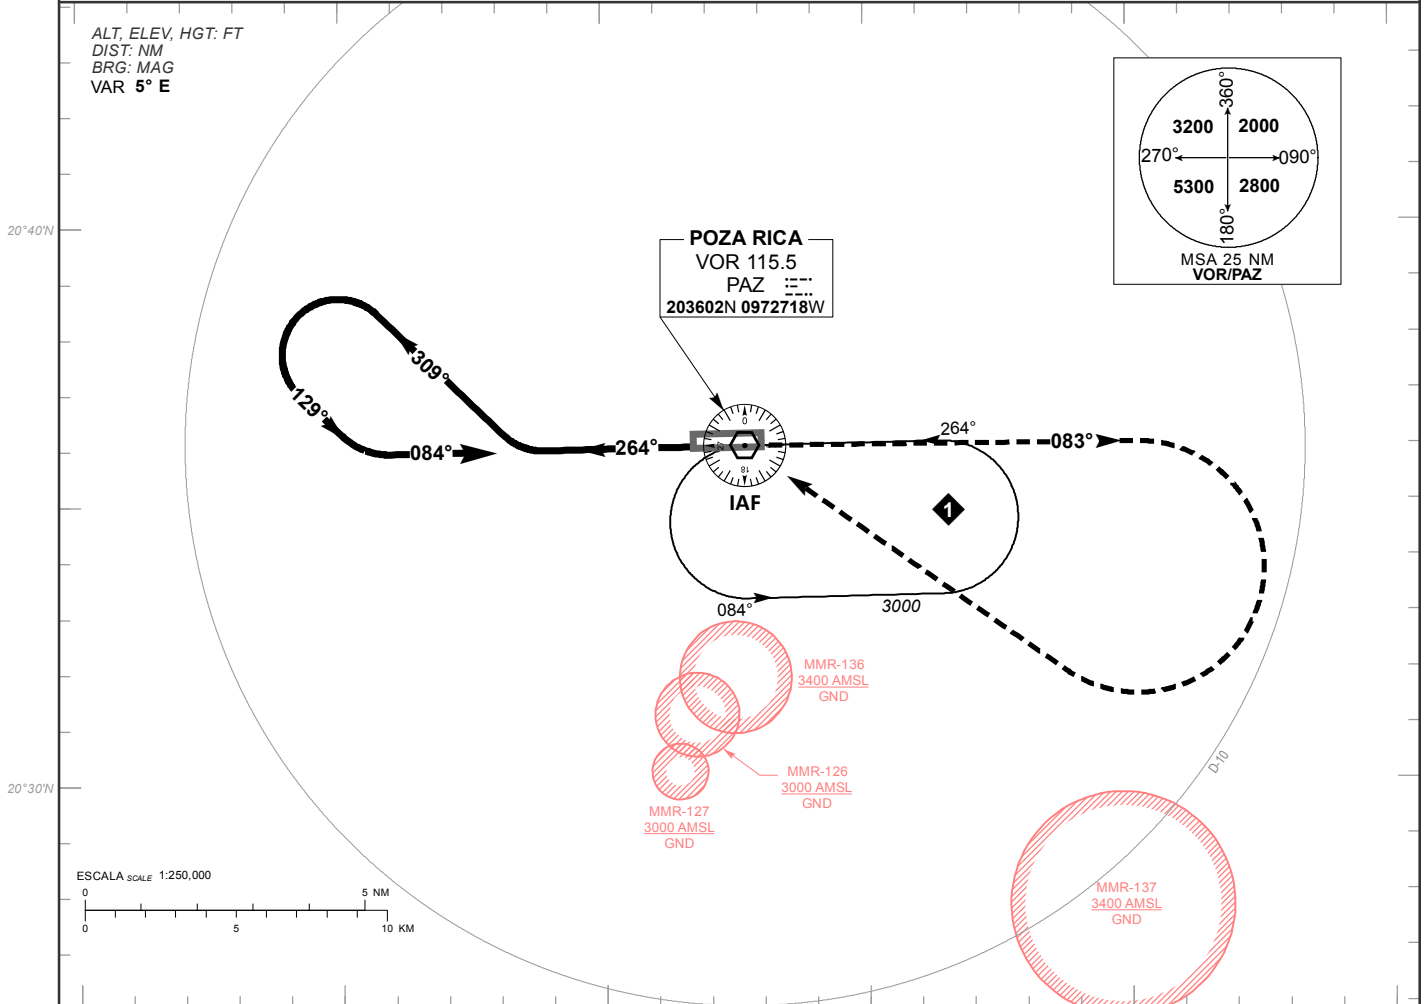 ALT, ELEV, HGT: FT
DIST: NM
BRG: MAG
VAR 5° E
360°
3200 2000
270° 090°
5300 2800
180°
MSA 25 NM
VOR/PAZ
20°40'N
POZA RICA
VOR 115.5
PAZ
203602N 0972718W
309°
129°
084°
264°
0
27
18
IAF
264°
083°
1
084°
3000
MMR-136
3400 AMSL
GND
MMR-126
3000 AMSL
GND
MMR-127
3000 AMSL
GND
D-10
20°30'N
MMR-137
3400 AMSL
GND
ESCALA SCALE 1:250,000
0 5 NM
0 5 10 KM